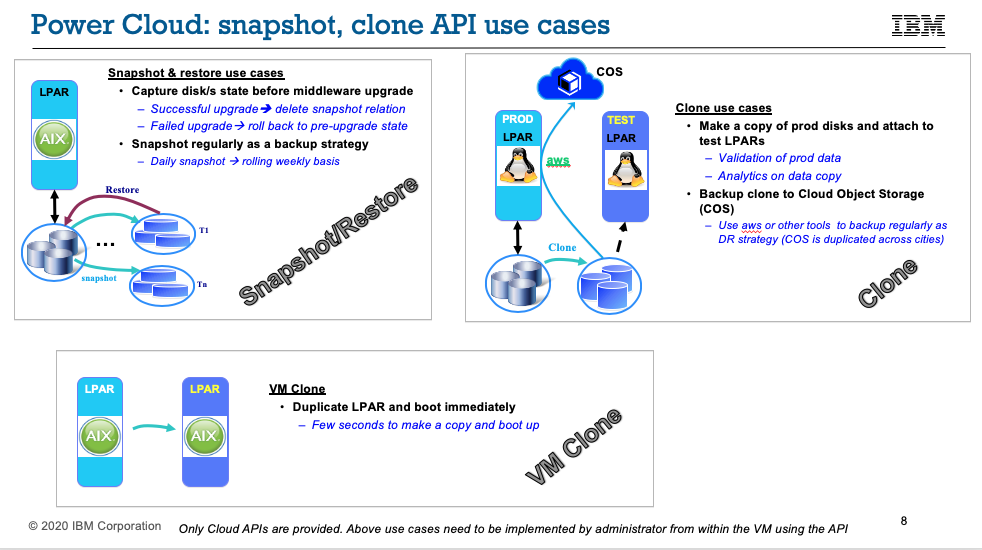 Power Cloud: snapshot, clone API use cases
IBM
LPAR
AIX
Restore
T1
...
snapshot
Tn
Snapshot & restore use cases
• Capture disk/s state before middleware upgrade
– Successful upgrade➔ delete snapshot relation
– Failed upgrade→ roll back to pre-upgrade state
• Snapshot regularly as a backup strategy
– Daily snapshot → rolling weekly basis
Snapshot/Restore
COS
PROD
LPAR
aws
TEST
LPAR
Clone
Clone use cases
• Make a copy of prod disks and attach to
test LPARs
– Validation of prod data
– Analytics on data copy
• Backup clone to Cloud Object Storage
(COS)
– Use aws or other tools to backup regularly as
DR strategy (COS is duplicated across cities)
Clone
LPAR
AIX
LPAR
AIX
VM Clone
• Duplicate LPAR and boot immediately
– Few seconds to make a copy and boot up
VM Clone
© 2020 IBM Corporation
Only Cloud APIs are provided. Above use cases need to be implemented by administrator from within the VM using the API
8